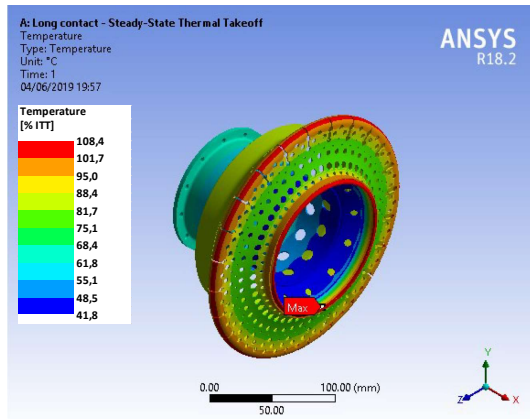 A: Long contact - Steady-State Thermal Takeoff
Temperature
Type: Temperature
Unit: °C
Time: 1
04/06/2019 19:57
ANSYS
R18.2
Temperature
[% ITT]
108,4
101,7
95,0
88,4
81,7
75,1
68,4
61,8
55,1
48,5
41,8
Max
0.00 100.00 (mm)
50.00
Y
Z X